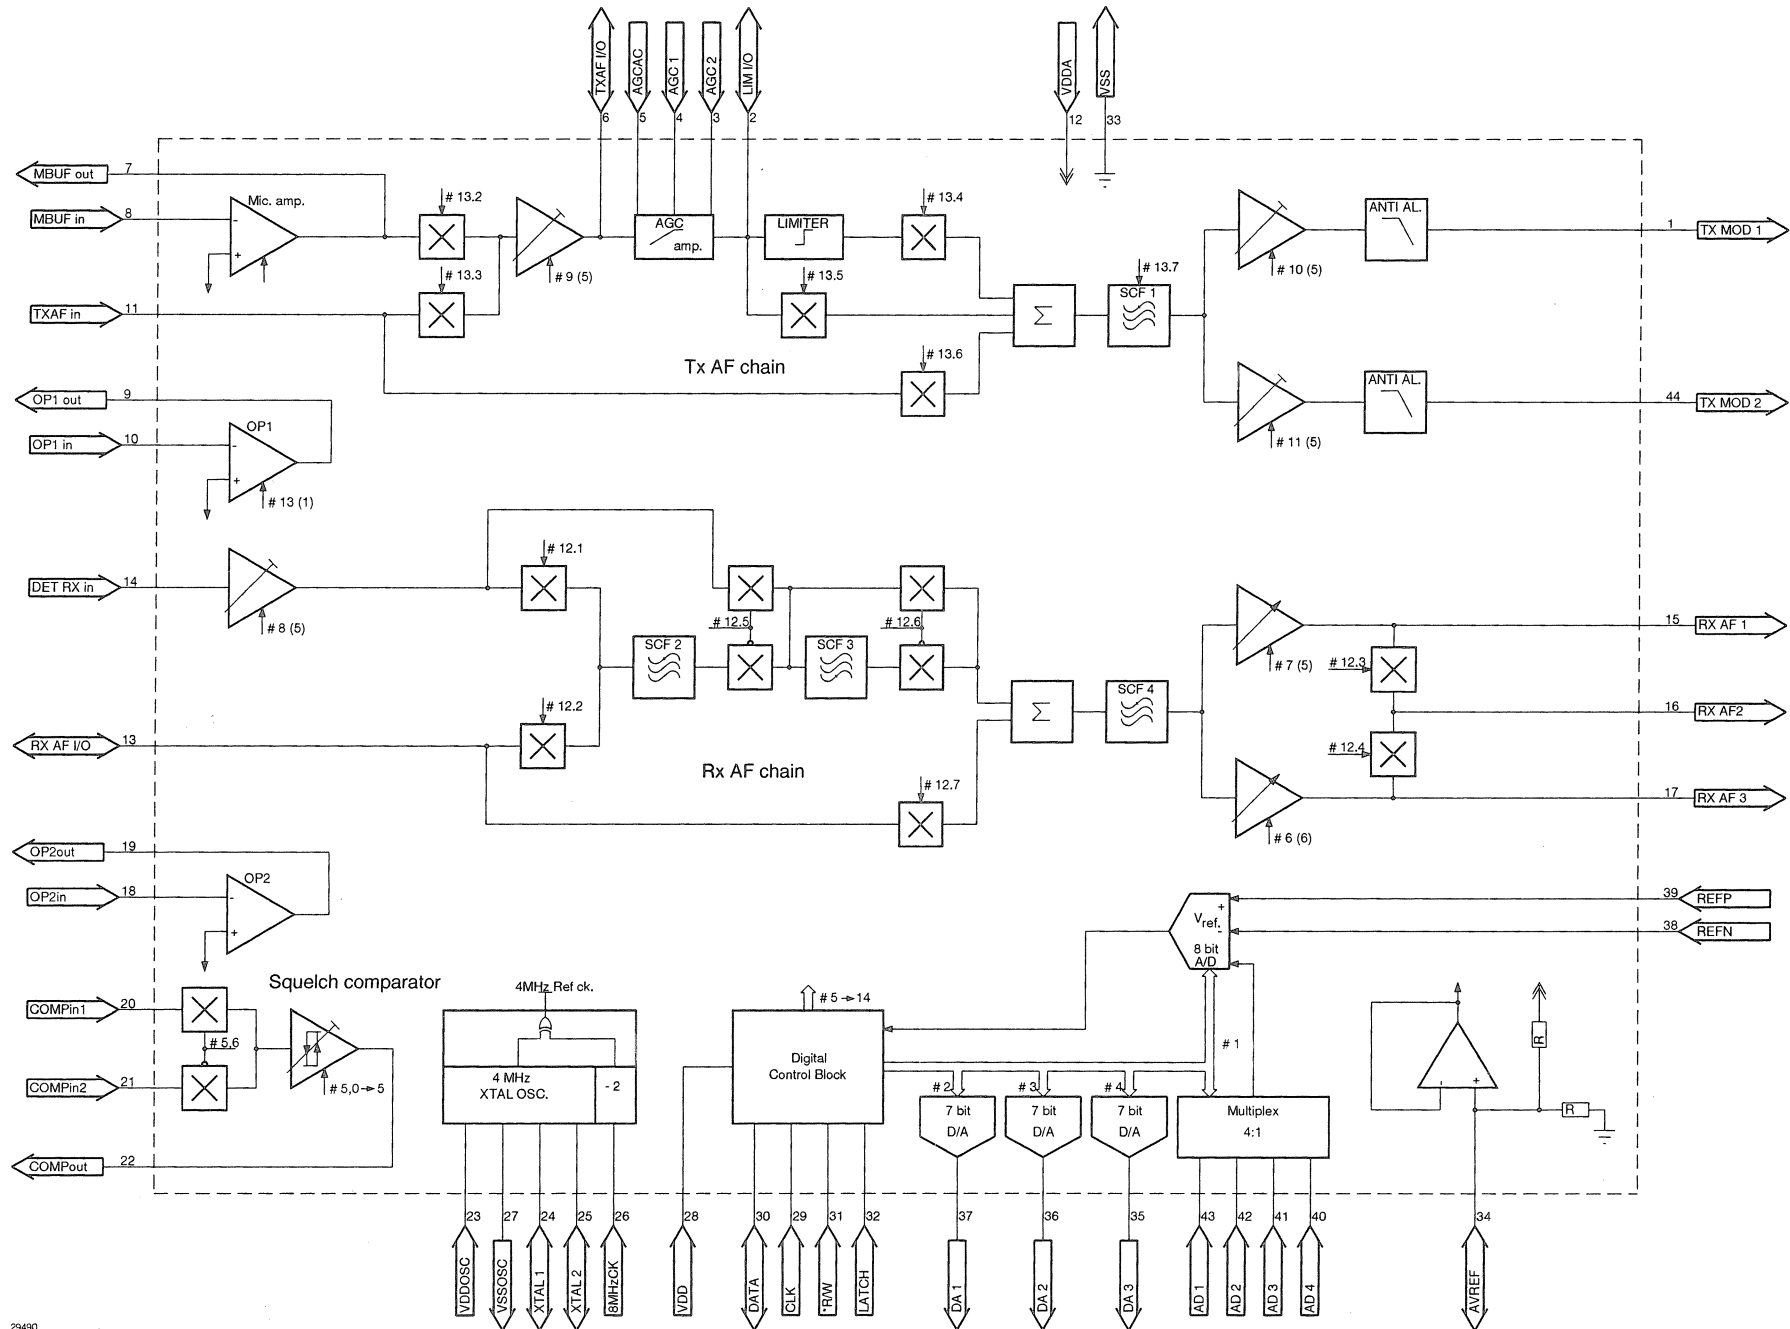 TXAF I/O
AGCAC
AGC 1
AGC 2
LIM I/O
VDDA
VSS
6
5
4
3
2
12
33
MBUF out
7
MBUF in
8
Mic. amp.
-
+
# 13.2
# 13.3
# 9 (5)
AGC
amp.
LIMITER
# 13.4
# 13.5
TXAF in
11
Σ
# 13.7
SCF 1
# 10 (5)
ANTI AL.
1
TX MOD 1
# 13.6
Tx AF chain
# 11 (5)
ANTI AL.
44
TX MOD 2
OP1 out
9
OP1 in
10
OP1
-
+
# 13 (1)
DET RX in
14
# 8 (5)
# 12.1
# 12.5
# 12.6
SCF 2
SCF 3
# 12.2
RX AF I/O
13
Rx AF chain
# 12.7
Σ
SCF 4
# 7 (5)
# 12.3
# 12.4
# 6 (6)
15
RX AF 1
16
RX AF2
17
RX AF 3
OP2out
19
OP2in
18
OP2
-
+
39
REFP
38
REFN
+
Vref.
-
8 bit
A/D
Squelch comparator
COMPin1
20
# 5,6
COMPin2
21
# 5,0→5
COMPout
22
4MHz Ref ck.
4 MHz
XTAL OSC.
- 2
# 5→14
Digital
Control Block
# 1
# 2
7 bit
D/A
# 3
7 bit
D/A
# 4
7 bit
D/A
Multiplex
4:1
-
+
R
R
23
27
24
25
26
28
30
29
31
32
37
36
35
43
42
41
40
34
VDDOSC
VSSOSC
XTAL 1
XTAL 2
8MHzCK
VDD
DATA
CLK
*R/W
LATCH
DA 1
DA 2
DA 3
AD 1
AD 2
AD 3
AD 4
AVREF
29490